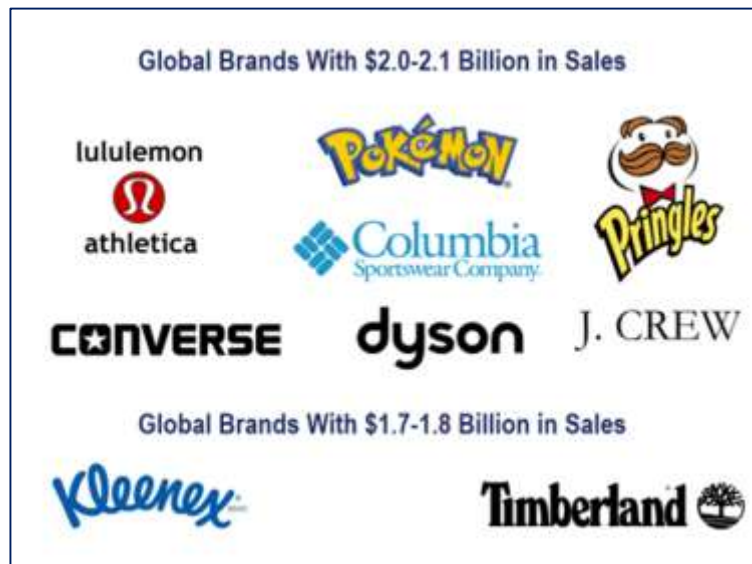 Global Brands With $2.0-2.1 Billion in Sales
lululemon
athletica
POKéMON
Columbia
Sportswear Company
Pringles
CONVERSE
dyson
J. CREW
Global Brands With $1.7-1.8 Billion in Sales
Kleenex
Timberland